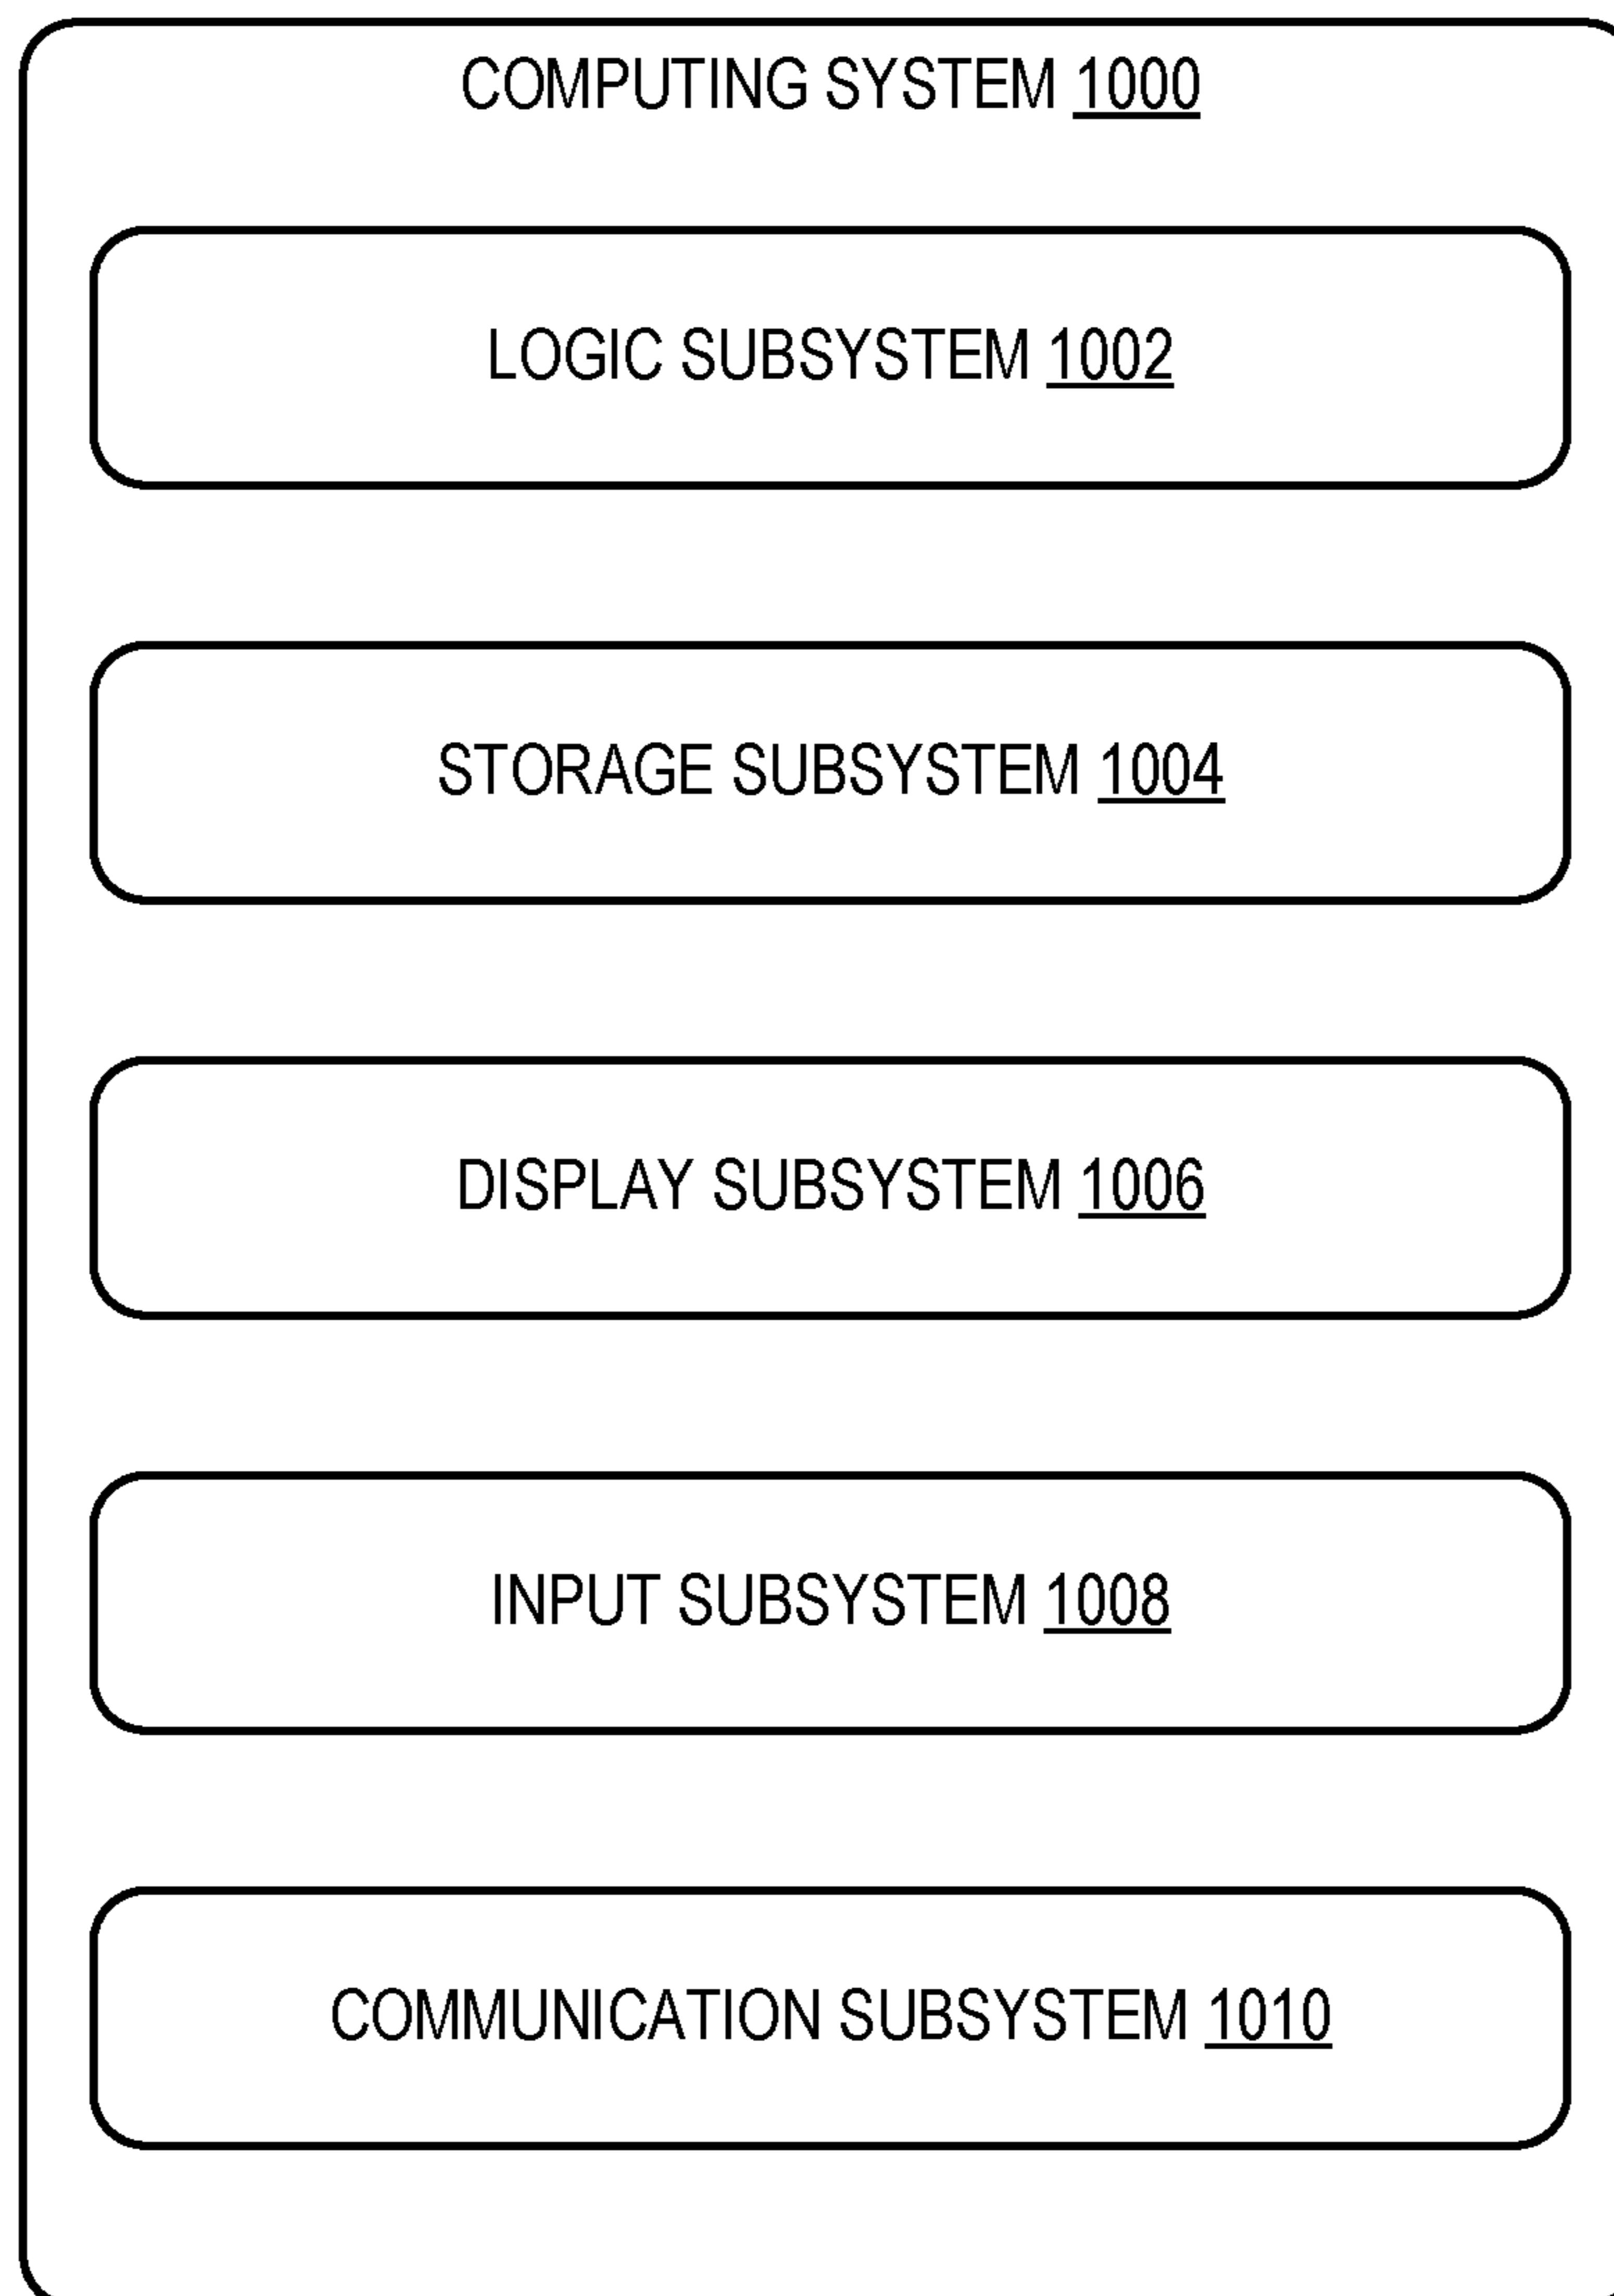 COMPUTING SYSTEM 1000
LOGIC SUBSYSTEM 1002
STORAGE SUBSYSTEM 1004
DISPLAY SUBSYSTEM 1006
INPUT SUBSYSTEM 1008
COMMUNICATION SUBSYSTEM 1010